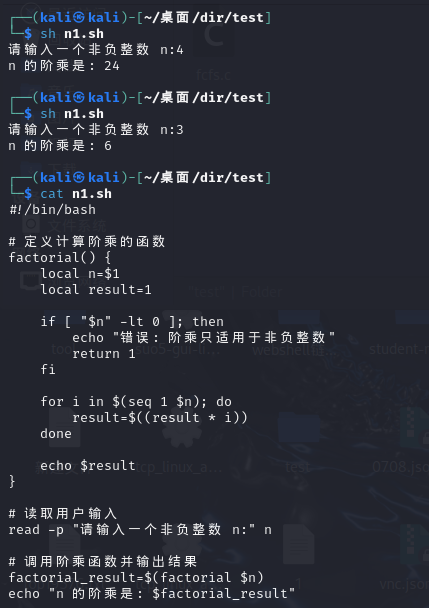 ┌──(kali㉿kali)-[~/桌面/dir/test]
└─$ sh n1.sh
请输入一个非负整数 n:4
n 的阶乘是: 24
┌──(kali㉿kali)-[~/桌面/dir/test]
└─$ sh n1.sh
请输入一个非负整数 n:3
n 的阶乘是: 6
┌──(kali㉿kali)-[~/桌面/dir/test]
└─$ cat n1.sh
#!/bin/bash
# 定义计算阶乘的函数
factorial() {
    local n=$1
    local result=1
    if [ "$n" -lt 0 ]; then
        echo "错误: 阶乘只适用于非负整数"
        return 1
    fi
    for i in $(seq 1 $n); do
        result=$((result * i))
    done
    echo $result
}
# 读取用户输入
read -p "请输入一个非负整数 n:" n
# 调用阶乘函数并输出结果
factorial_result=$(factorial $n)
echo "n 的阶乘是: $factorial_result"